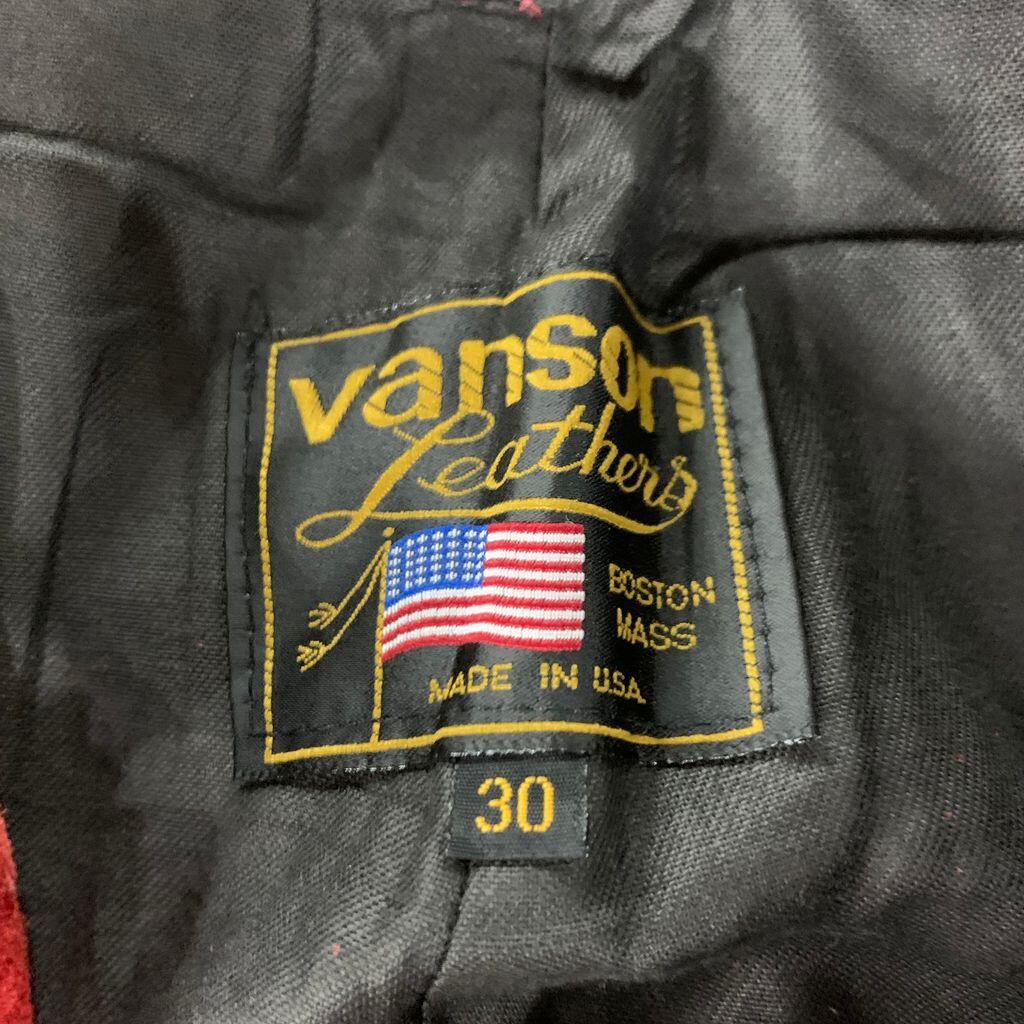 vanson
Leathers
BOSTON
MASS
MADE IN U.S.A.
30